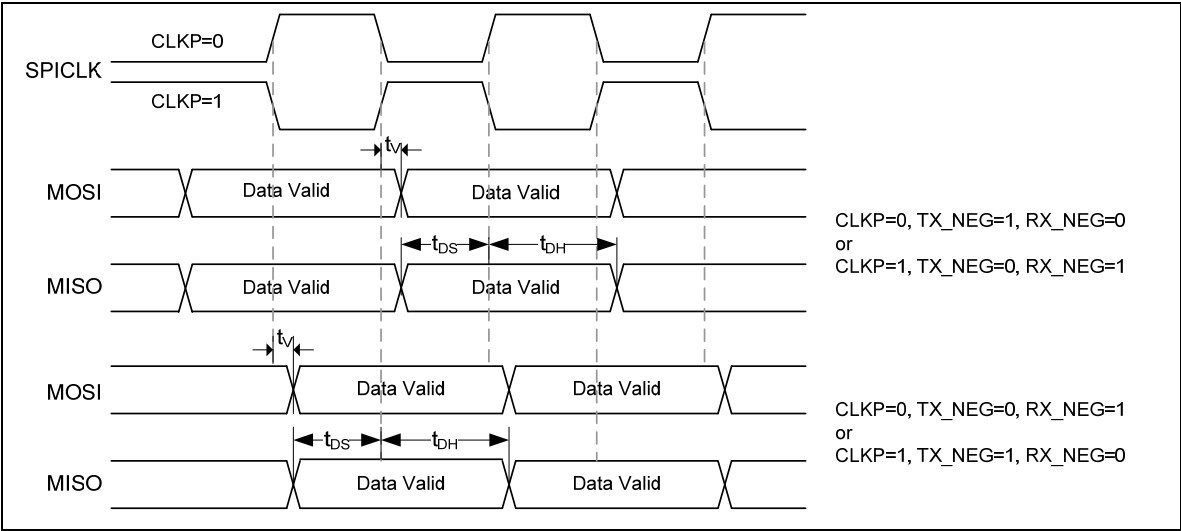 CLKP=0
SPICLK
CLKP=1
tV
MOSI
Data Valid
Data Valid
CLKP=0, TX_NEG=1, RX_NEG=0
or
CLKP=1, TX_NEG=0, RX_NEG=1
tDS
tDH
MISO
Data Valid
Data Valid
tV
MOSI
Data Valid
Data Valid
CLKP=0, TX_NEG=0, RX_NEG=1
or
CLKP=1, TX_NEG=1, RX_NEG=0
tDS
tDH
MISO
Data Valid
Data Valid